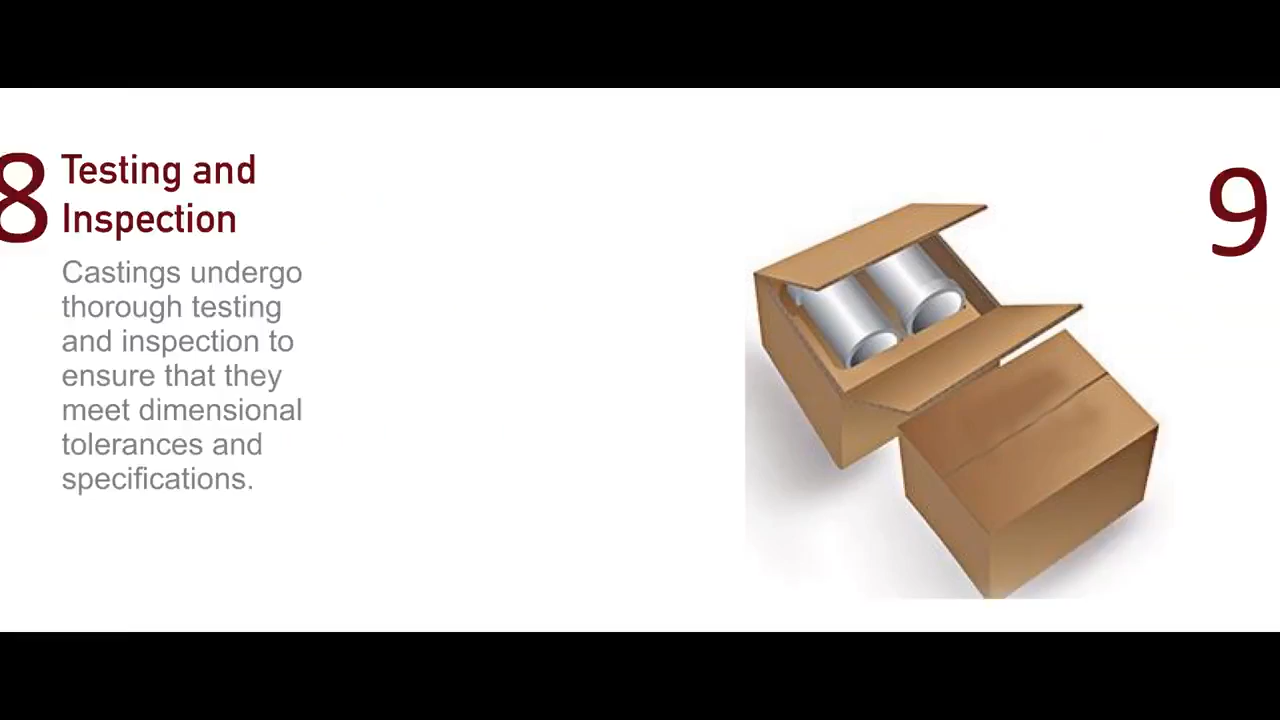 8
Testing and
Inspection
Castings undergo
thorough testing
and inspection to
ensure that they
meet dimensional
tolerances and
specifications.
9